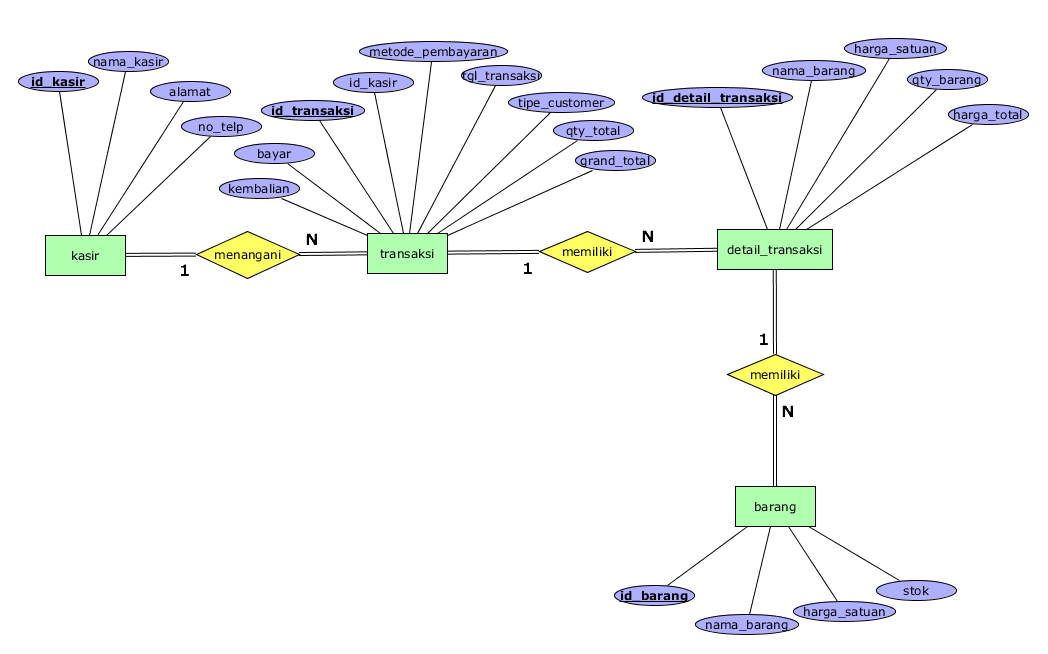 id_kasir
nama_kasir
alamat
no_telp
kasir
1
menangani
N
kembalian
bayar
id_transaksi
id_kasir
metode_pembayaran
tgl_transaksi
tipe_customer
qty_total
grand_total
transaksi
1
memiliki
N
id_detail_transaksi
nama_barang
harga_satuan
qty_barang
harga_total
detail_transaksi
1
memiliki
N
barang
id_barang
nama_barang
harga_satuan
stok